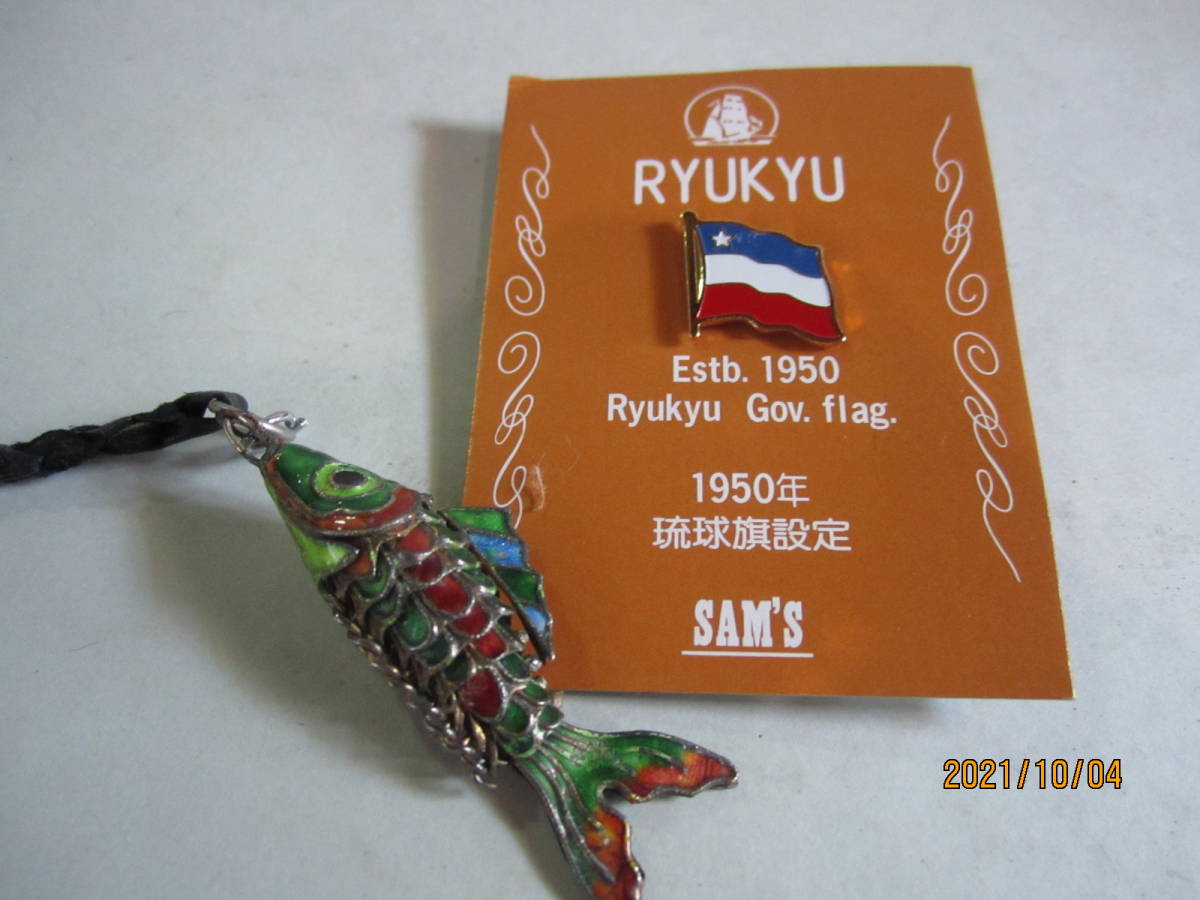 RYUKYU
Estb. 1950
Ryukyu Gov. flag.
1950年
琉球旗設定
SAM'S
2021/10/04